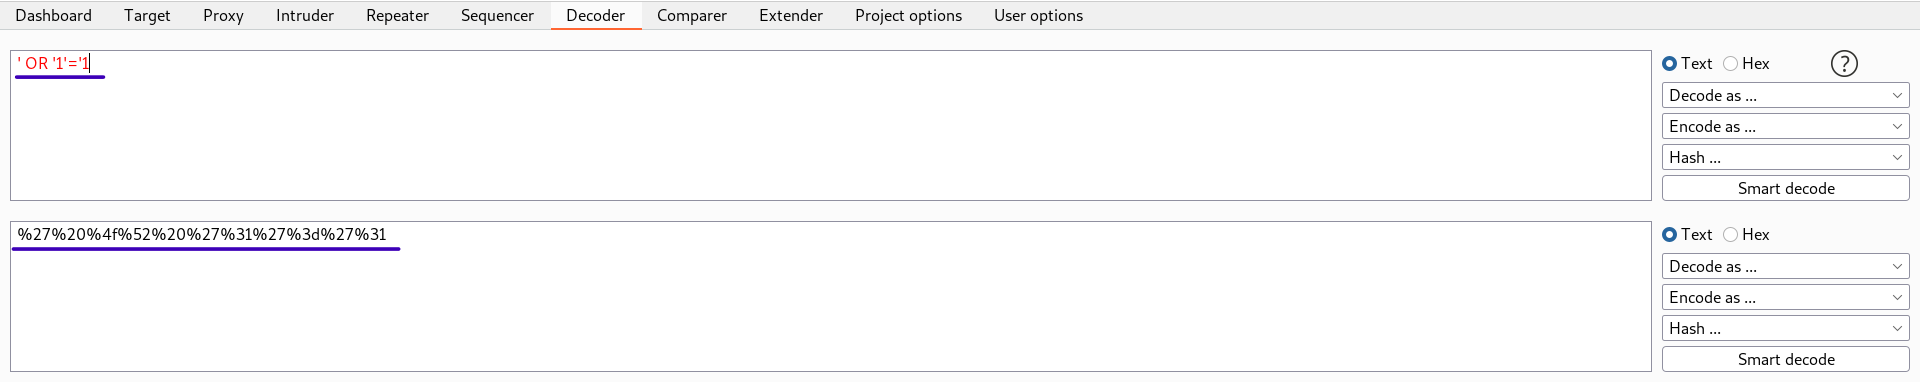 Dashboard Target Proxy Intruder Repeater Sequencer Decoder Comparer Extender Project options User options
' OR '1'='1
Text Hex ?
Decode as ...
Encode as ...
Hash ...
Smart decode
%27%20%4f%52%20%27%31%27%3d%27%31
Text Hex
Decode as ...
Encode as ...
Hash ...
Smart decode